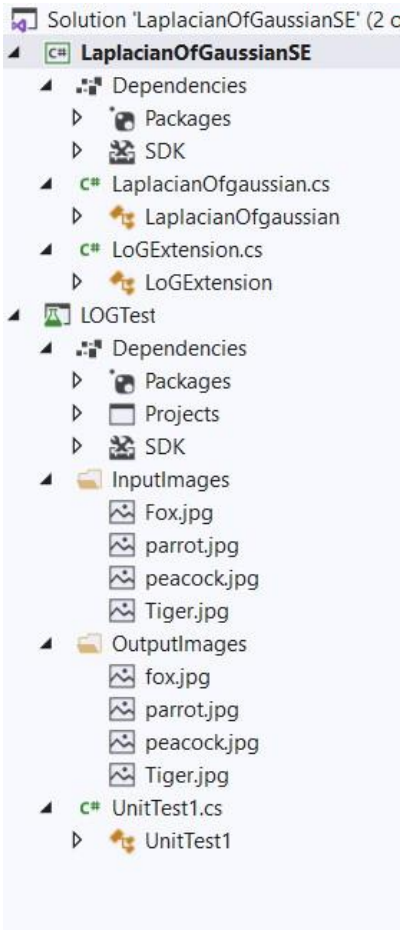 Solution 'LaplacianOfGaussianSE' (2 o
C# LaplacianOfGaussianSE
Dependencies
Packages
SDK
C# LaplacianOfgaussian.cs
LaplacianOfgaussian
C# LoGExtension.cs
LoGExtension
LOGTest
Dependencies
Packages
Projects
SDK
InputImages
Fox.jpg
parrot.jpg
peacock.jpg
Tiger.jpg
OutputImages
fox.jpg
parrot.jpg
peacock.jpg
Tiger.jpg
C# UnitTest1.cs
UnitTest1